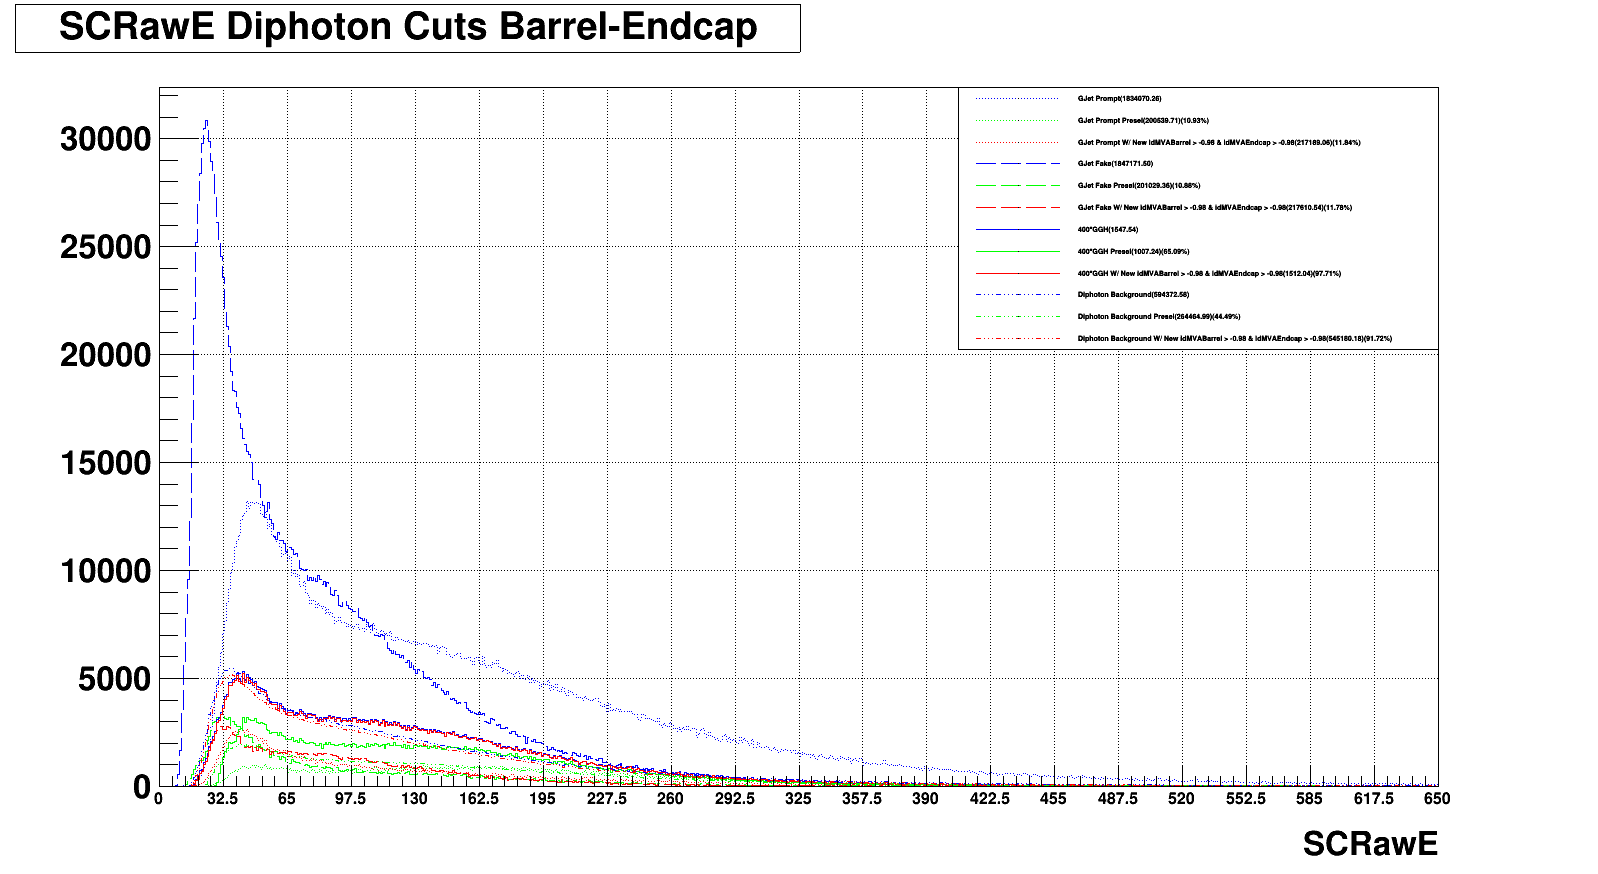 SCRawE Diphoton Cuts Barrel-Endcap
GJet Prompt(1834070.26)
GJet Prompt Presel(200539.71)(10.93%)
GJet Prompt W/ New IdMVABarrel > -0.98 & IdMVAEndcap > -0.98(217189.06)(11.84%)
GJet Fake(1847171.50)
GJet Fake Presel(201029.36)(10.88%)
GJet Fake W/ New IdMVABarrel > -0.98 & IdMVAEndcap > -0.98(217610.54)(11.78%)
400*GGH(1547.54)
400*GGH Presel(1007.24)(65.09%)
400*GGH W/ New IdMVABarrel > -0.98 & IdMVAEndcap > -0.98(1512.04)(97.71%)
Diphoton Background(594372.58)
Diphoton Background Presel(264464.99)(44.49%)
Diphoton Background W/ New IdMVABarrel > -0.98 & IdMVAEndcap > -0.98(545180.18)(91.72%)
30000
25000
20000
15000
10000
5000
0
0 32.5 65 97.5 130 162.5 195 227.5 260 292.5 325 357.5 390 422.5 455 487.5 520 552.5 585 617.5 650
SCRawE